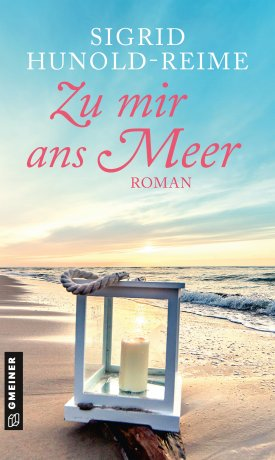 SIGRID
HUNOLD-REIME
Zu mir
ans Meer
ROMAN
GMEINER